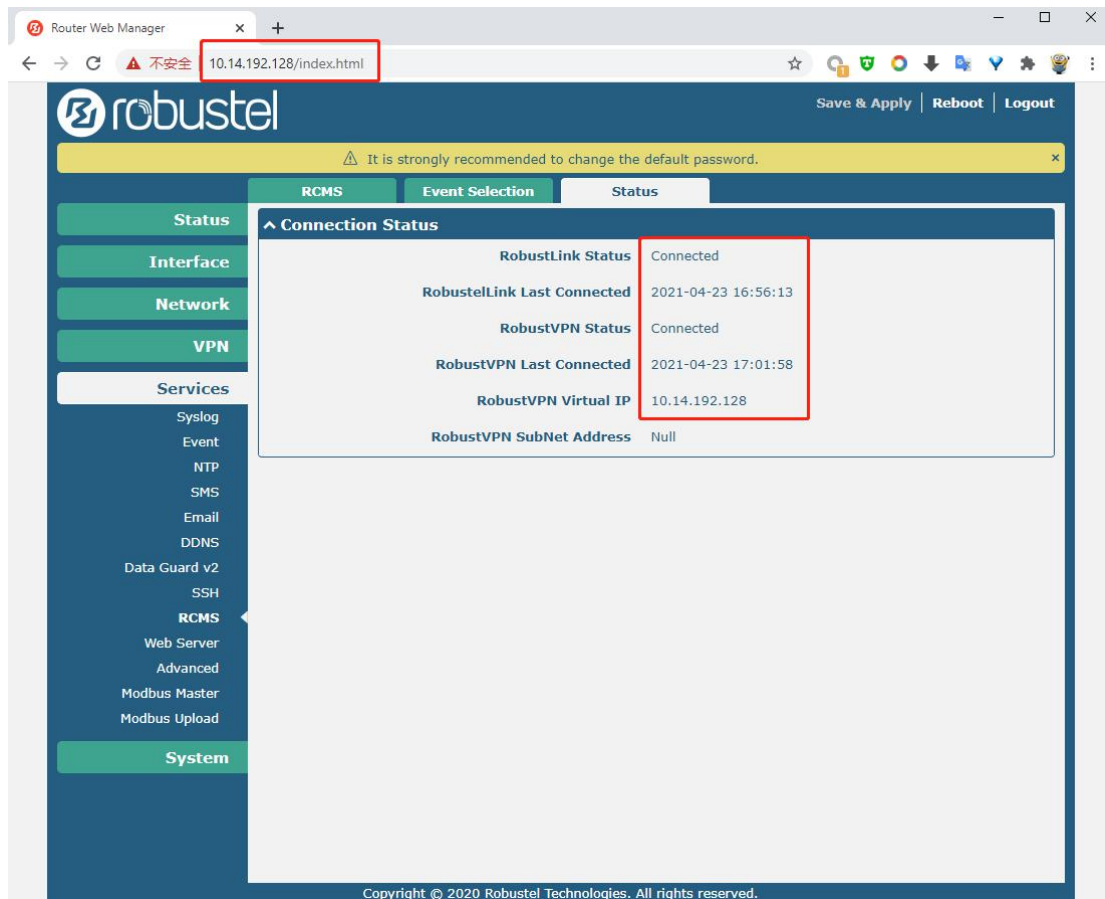 Router Web Manager
不安全 10.14.192.128/index.html
robustel
Save & Apply | Reboot | Logout
⚠ It is strongly recommended to change the default password. ×
RCMS Event Selection Status
Status
Connection Status
RobustLink Status Connected
Interface
RobustelLink Last Connected 2021-04-23 16:56:13
Network
RobustVPN Status Connected
VPN
RobustVPN Last Connected 2021-04-23 17:01:58
Services
RobustVPN Virtual IP 10.14.192.128
Syslog
RobustVPN SubNet Address Null
Event
NTP
SMS
Email
DDNS
Data Guard v2
SSH
RCMS
Web Server
Advanced
Modbus Master
Modbus Upload
System
Copyright © 2020 Robustel Technologies. All rights reserved.